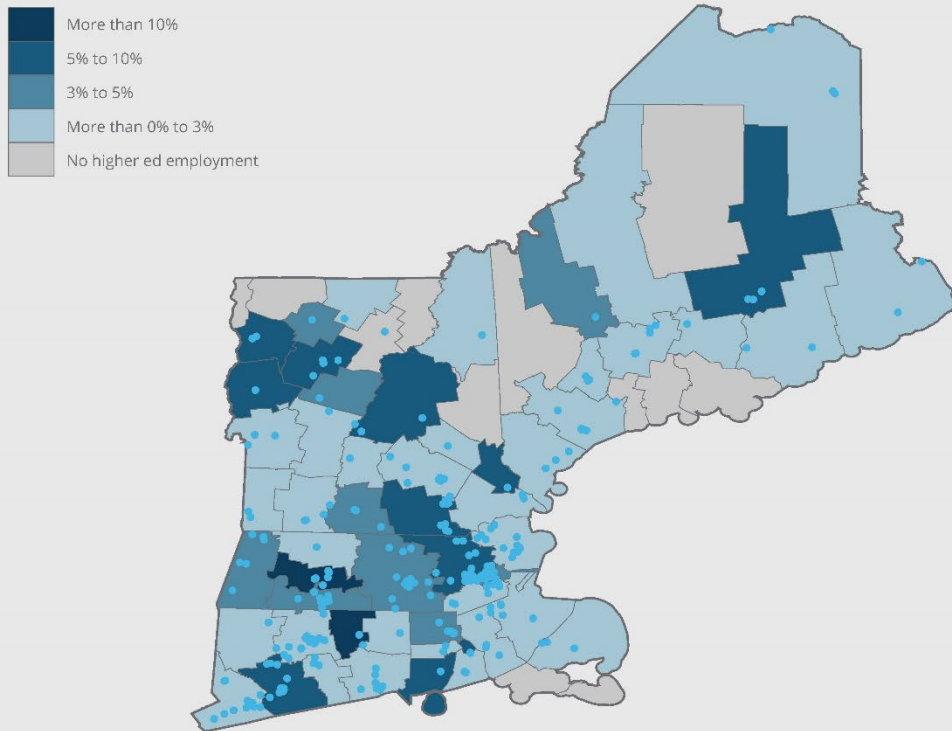 More than 10%
5% to 10%
3% to 5%
More than 0% to 3%
No higher ed employment